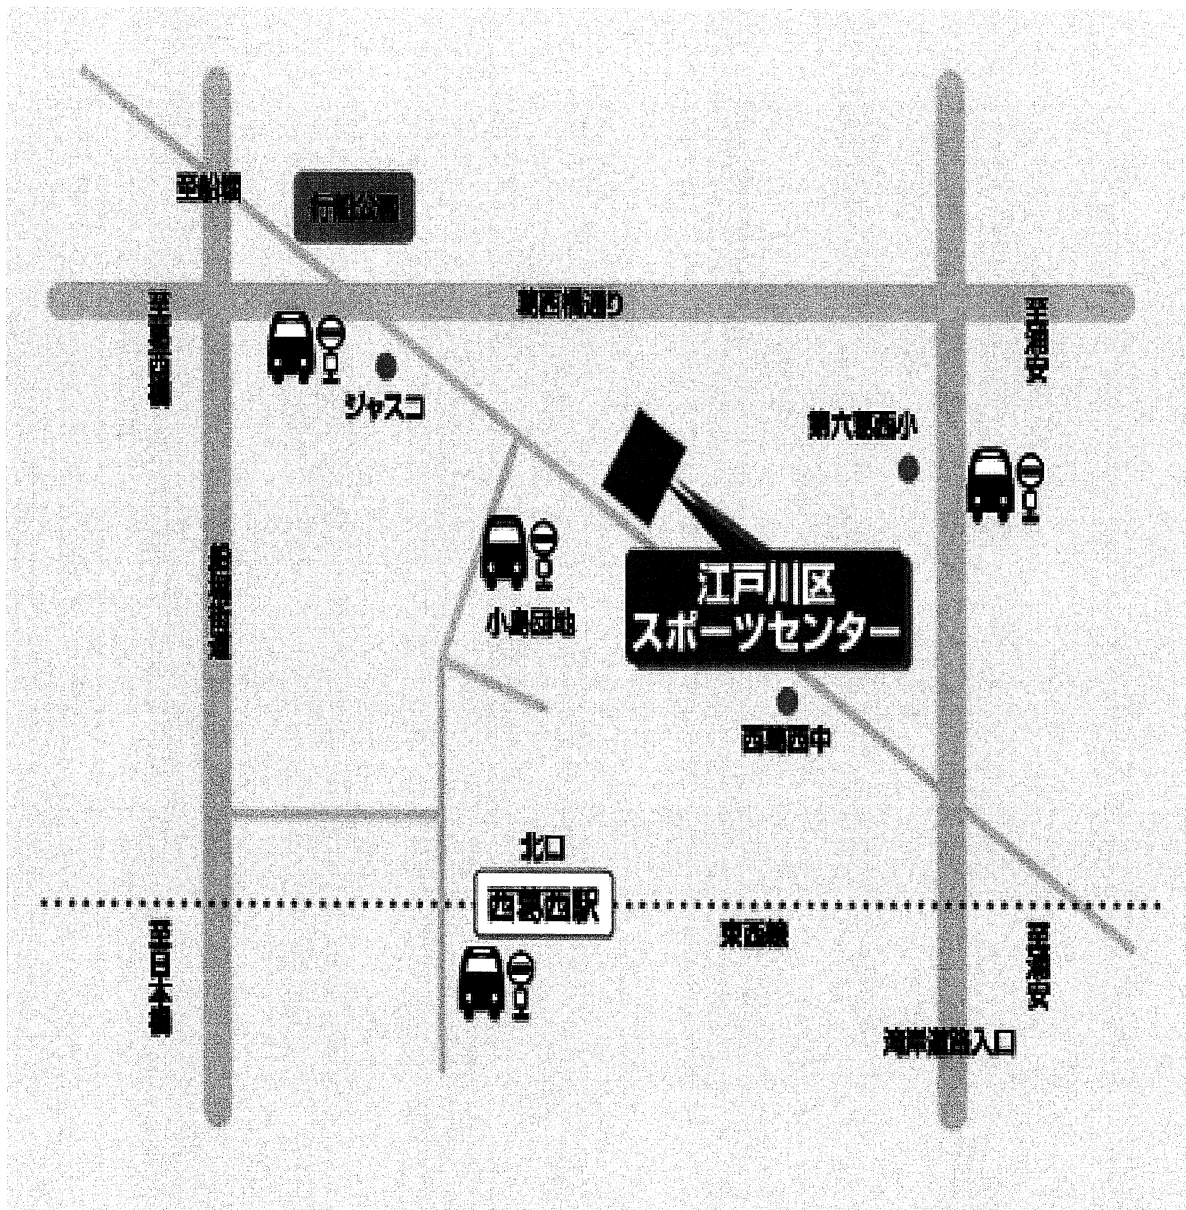 至船堀
行船公園
葛西橋通り
至葛西橋
至浦安
ジャスコ
第六葛西小
船堀街道
小島団地
江戸川区
スポーツセンター
西葛西中
北口
西葛西駅
東西線
至日本橋
至浦安
湾岸道路入口